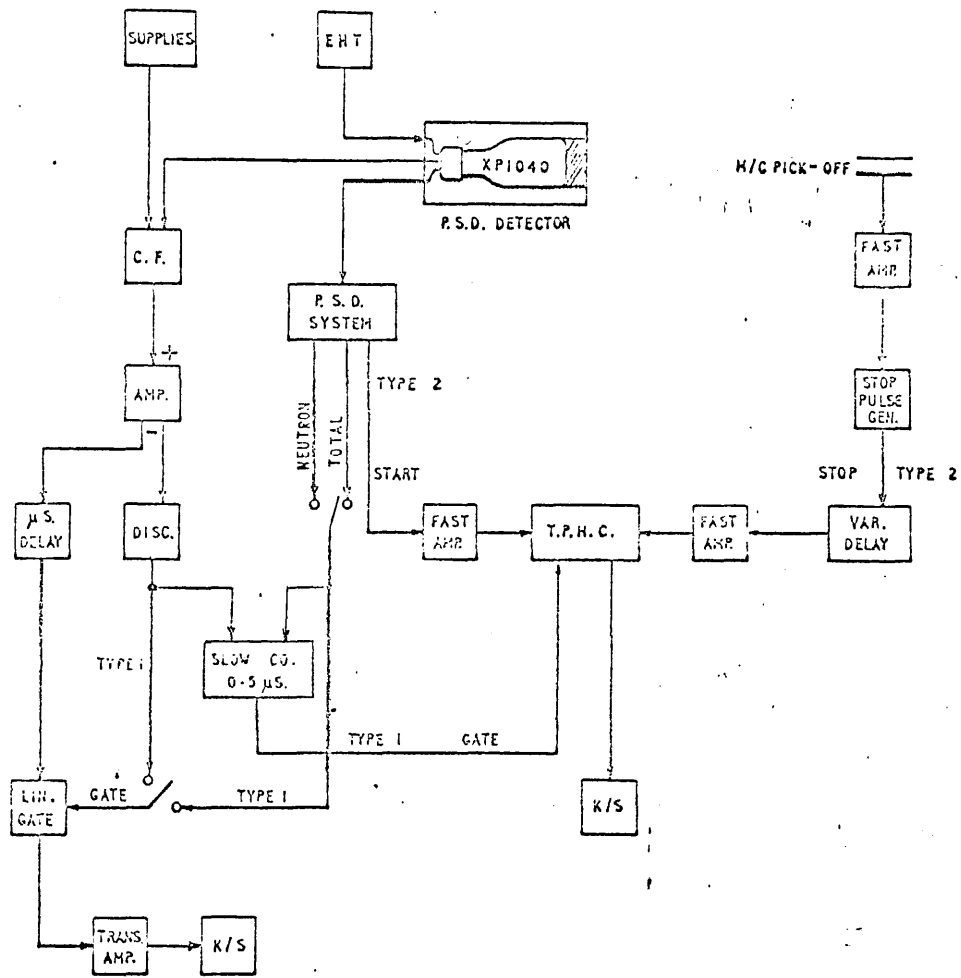 SUPPLIES
EHT
XP1040
P.S.D. DETECTOR
H/C PICK-OFF
C.F.
FAST
AMP.
P.S.D.
SYSTEM
+
AMP.
-
TYPE 2
STOP
PULSE
GEN.
NEUTRON
TOTAL
START
STOP
TYPE 2
μS.
DELAY
DISC.
FAST
AMP.
T.P.H.C.
FAST
AMP.
VAR.
DELAY
TYPE 1
SLOW CO.
0.5 μS.
TYPE 1
GATE
LIN.
GATE
GATE
TYPE 1
K/S
TRANS.
AMP.
K/S